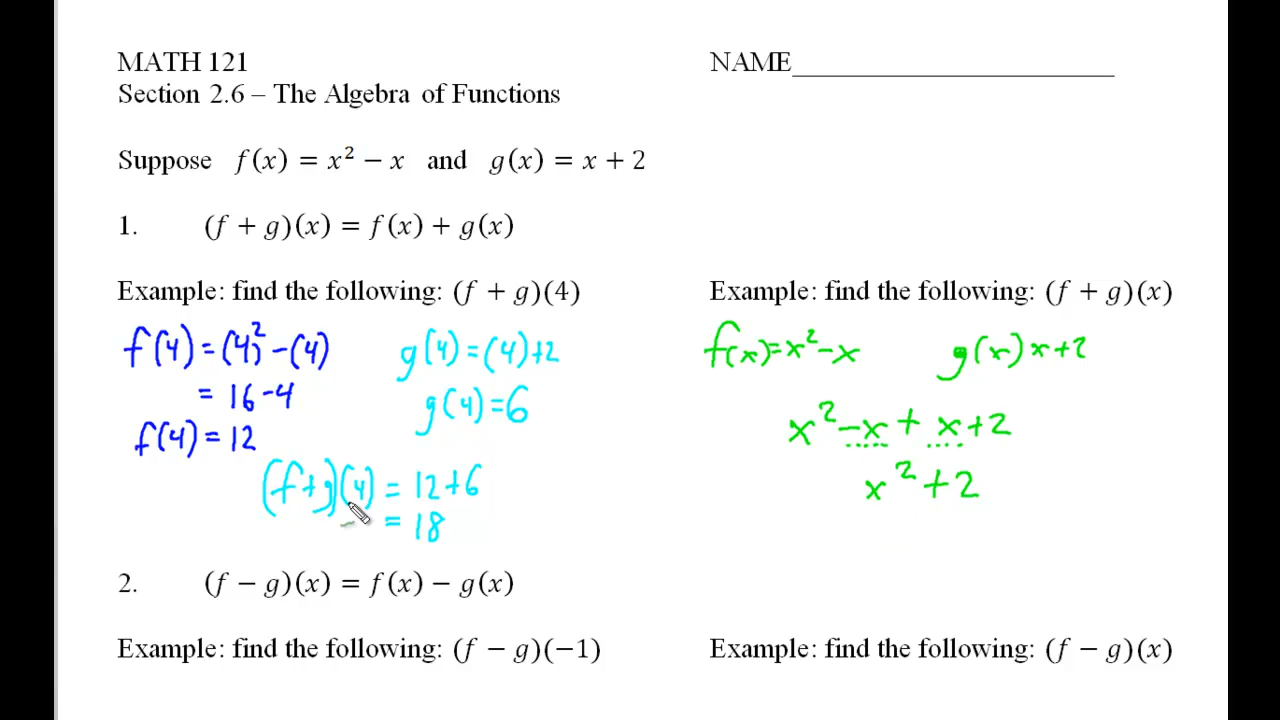 MATH 121 NAME
Section 2.6 – The Algebra of Functions
Suppose f(x) = x² − x and g(x) = x + 2
1. (f + g)(x) = f(x) + g(x)
Example: find the following: (f + g)(4)
f(4) = (4)² - (4)
= 16 - 4
f(4) = 12
g(4) = (4) + 2
g(4) = 6
(f+g)(4) = 12 + 6
= 18
Example: find the following: (f + g)(x)
f(x) = x² - x
g(x) x + 2
x² - x + x + 2
x² + 2
2. (f − g)(x) = f(x) − g(x)
Example: find the following: (f − g)(−1)
Example: find the following: (f − g)(x)